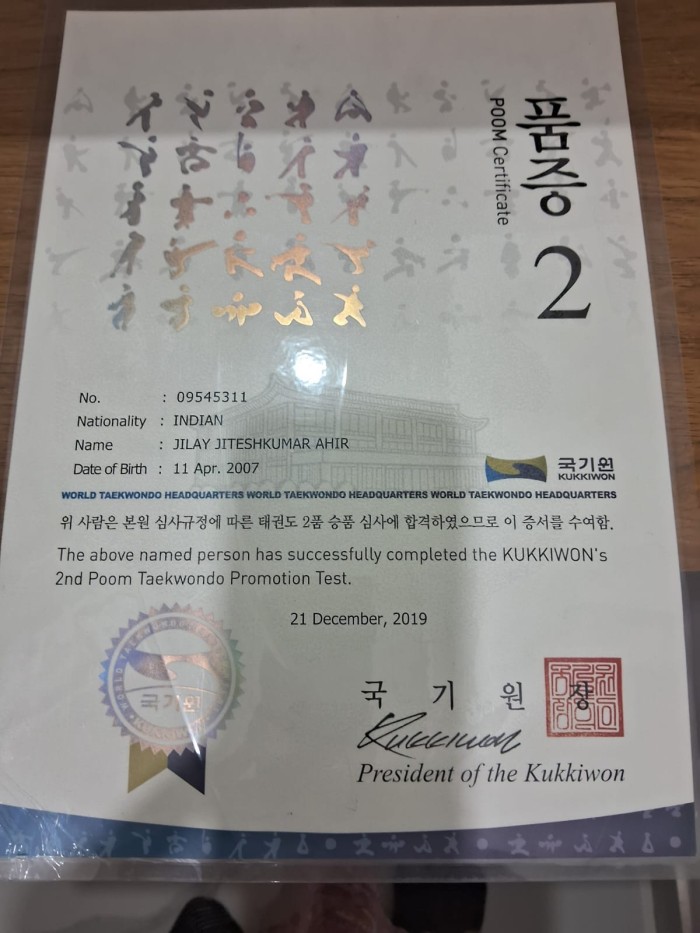 품증
POOM Certificate
2
No. : 09545311
Nationality : INDIAN
Name : JILAY JITESHKUMAR AHIR
Date of Birth : 11 Apr. 2007
국기원
KUKKIWON
WORLD TAEKWONDO HEADQUARTERS WORLD TAEKWONDO HEADQUARTERS WORLD TAEKWONDO HEADQUARTERS
위 사람은 본원 심사규정에 따른 태권도 2품 승품 심사에 합격하였으므로 이 증서를 수여함.
The above named person has successfully completed the KUKKIWON's
2nd Poom Taekwondo Promotion Test.
21 December, 2019
국기원
국 기 원 장
Kukkiwon
President of the Kukkiwon